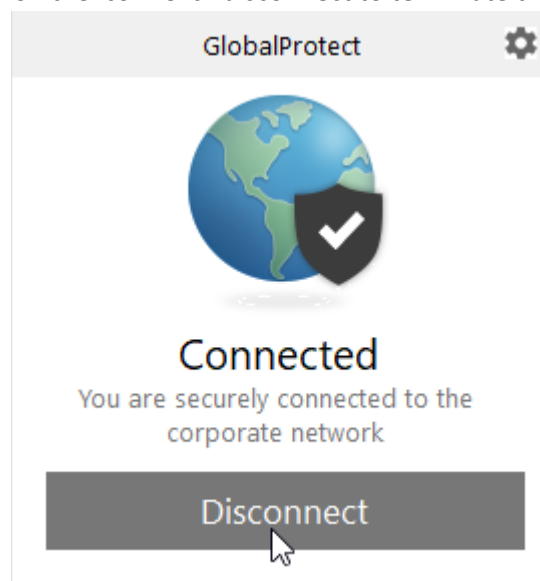 GlobalProtect
Connected
You are securely connected to the
corporate network
Disconnect